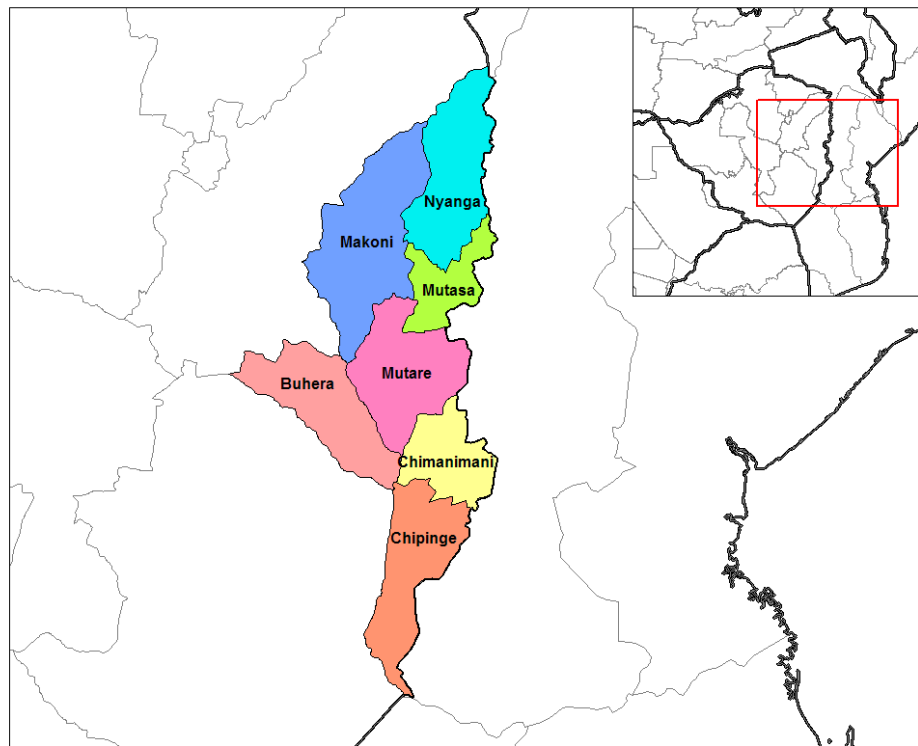 Nyanga
Makoni
Mutasa
Mutare
Buhera
Chimanimani
Chipinge